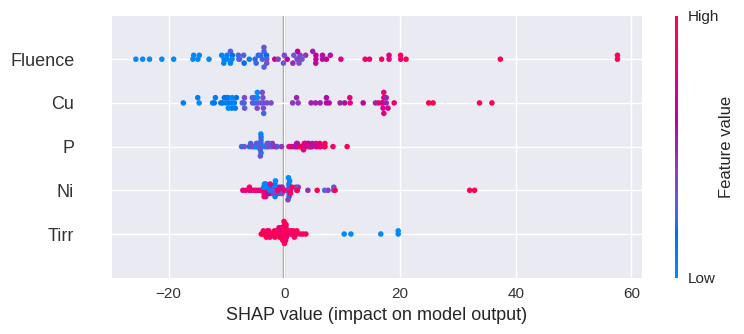 High
Fluence
Cu
P
Ni
Tirr
Feature value
Low
−20 0 20 40 60
SHAP value (impact on model output)